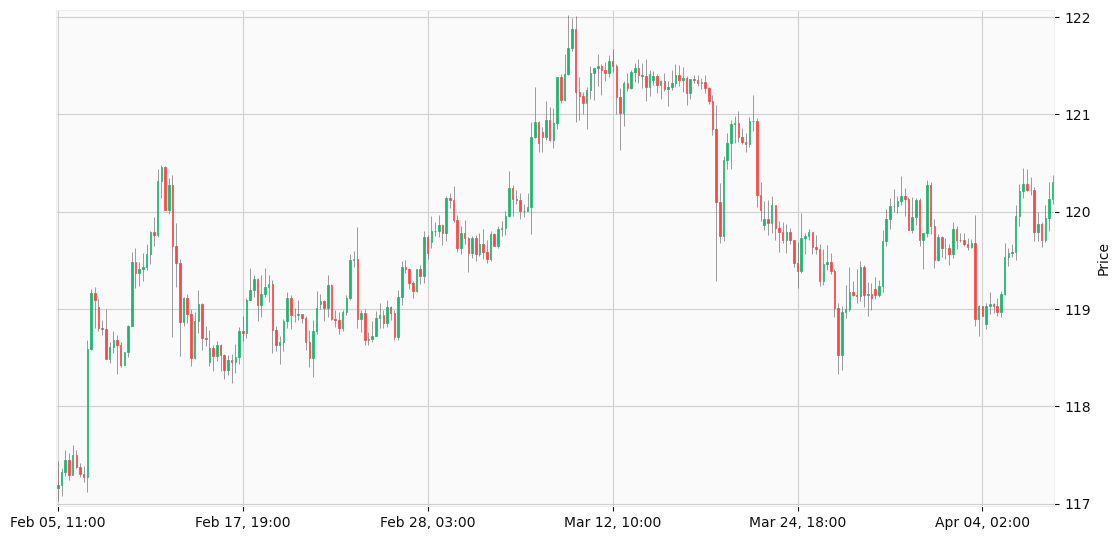 122
121
120
119
118
117
Price
Feb 05, 11:00
Feb 17, 19:00
Feb 28, 03:00
Mar 12, 10:00
Mar 24, 18:00
Apr 04, 02:00